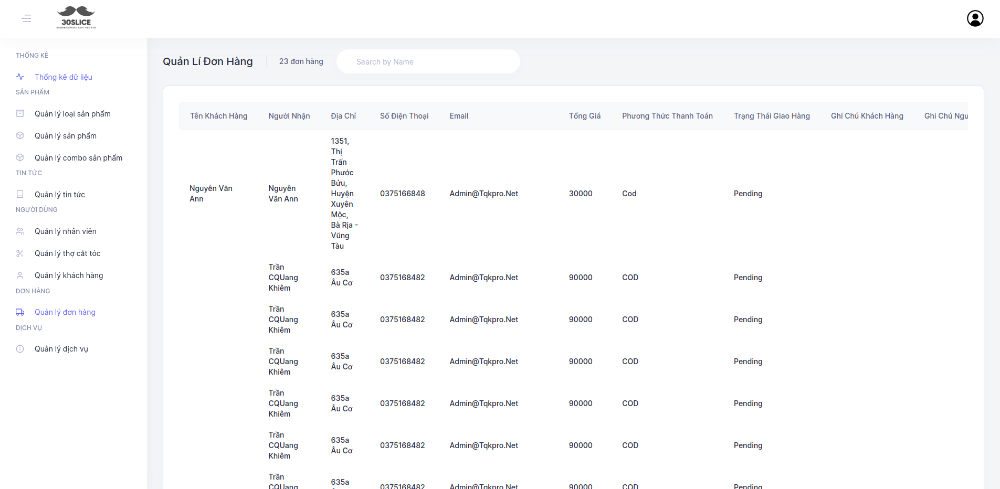 30SLICE
BARBER SHOP ĐẦU HÀNG VIỆT NAM
THỐNG KÊ
Thống kê dữ liệu
SẢN PHẨM
Quản lý loại sản phẩm
Quản lý sản phẩm
Quản lý combo sản phẩm
TIN TỨC
Quản lý tin tức
NGƯỜI DÙNG
Quản lý nhân viên
Quản lý thợ cắt tóc
Quản lý khách hàng
ĐƠN HÀNG
Quản lý đơn hàng
DỊCH VỤ
Quản lý dịch vụ
Quản Lí Đơn Hàng
23 đơn hàng
Search by Name
Tên Khách Hàng Người Nhận Địa Chỉ Số Điện Thoại Email Tổng Giá Phương Thức Thanh Toán Trạng Thái Giao Hàng Ghi Chú Khách Hàng Ghi Chú Ngư
Nguyễn Văn
Ann
Nguyễn
Văn Ann
1351,
Thị
Trấn
Phước
Bửu,
Huyện
Xuyên
Mộc,
Bà Rịa -
Vũng
Tàu
0375166848
Admin@Tqkpro.Net
30000
Cod
Pending
Trần
CQUang
Khiêm
635a
Âu Cơ
0375168482
Admin@Tqkpro.Net
90000
COD
Pending
Trần
CQUang
Khiêm
635a
Âu Cơ
0375168482
Admin@Tqkpro.Net
90000
COD
Pending
Trần
CQUang
Khiêm
635a
Âu Cơ
0375168482
Admin@Tqkpro.Net
90000
COD
Pending
Trần
CQUang
Khiêm
635a
Âu Cơ
0375168482
Admin@Tqkpro.Net
90000
COD
Pending
Trần
CQUang
Khiêm
635a
Âu Cơ
0375168482
Admin@Tqkpro.Net
90000
COD
Pending
Trần
CQUang
635a
0375168482
Admin@Tqkpro.Net
90000
COD
Pending